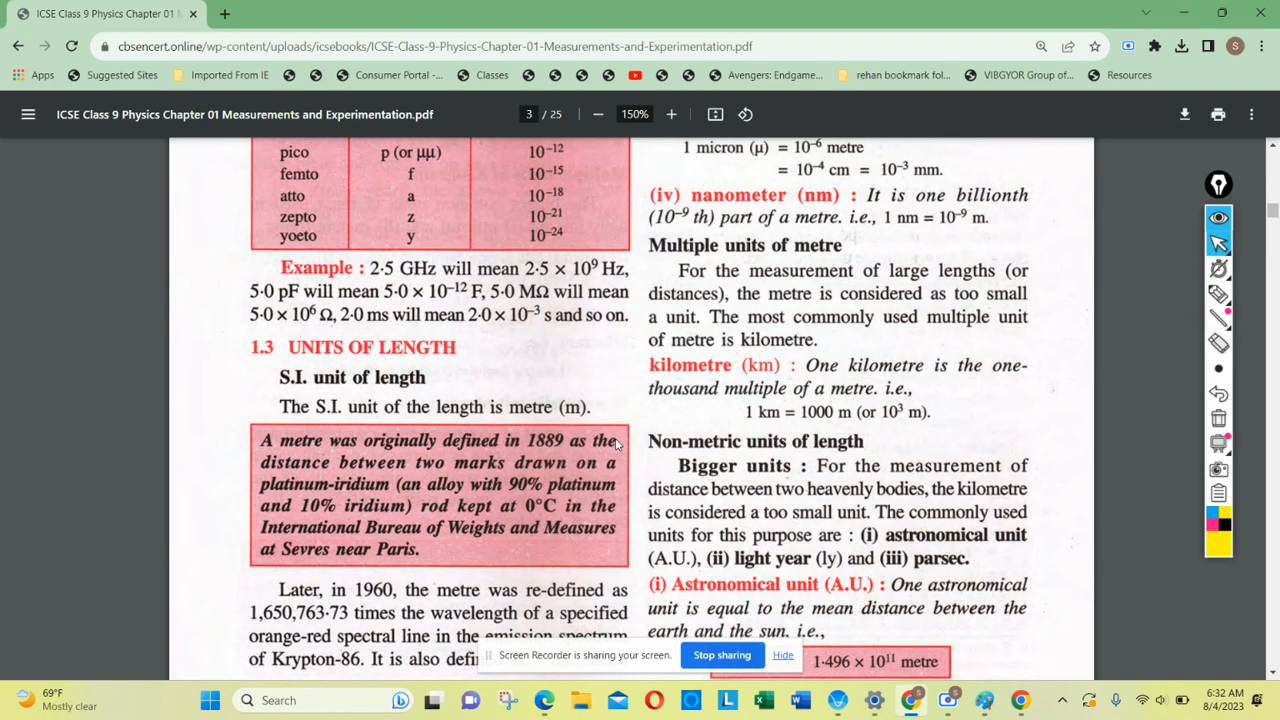 ICSE Class 9 Physics Chapter 01 M
cbsencert.online/wp-content/uploads/icsebooks/ICSE-Class-9-Physics-Chapter-01-Measurements-and-Experimentation.pdf
S
Apps
Suggested Sites
Imported From IE
Consumer Portal -...
Classes
Avengers: Endgame...
rehan bookmark fol...
VIBGYOR Group of...
Resources
ICSE Class 9 Physics Chapter 01 Measurements and Experimentation.pdf
3 / 25
150%
pico p (or μμ) 10⁻¹²
femto f 10⁻¹⁵
atto a 10⁻¹⁸
zepto z 10⁻²¹
yoeto y 10⁻²⁴
Example : 2·5 GHz will mean 2·5 × 10⁹ Hz,
5·0 pF will mean 5·0 × 10⁻¹² F, 5·0 MΩ will mean
5·0 × 10⁶ Ω, 2·0 ms will mean 2·0 × 10⁻³ s and so on.
1.3 UNITS OF LENGTH
S.I. unit of length
The S.I. unit of the length is metre (m).
A metre was originally defined in 1889 as the
distance between two marks drawn on a
platinum-iridium (an alloy with 90% platinum
and 10% iridium) rod kept at 0°C in the
International Bureau of Weights and Measures
at Sevres near Paris.
Later, in 1960, the metre was re-defined as
1,650,763·73 times the wavelength of a specified
orange-red spectral line in the emission spectrum
of Krypton-86. It is also defi
1 micron (μ) = 10⁻⁶ metre
= 10⁻⁴ cm = 10⁻³ mm.
(iv) nanometer (nm) : It is one billionth
(10⁻⁹ th) part of a metre. i.e., 1 nm = 10⁻⁹ m.
Multiple units of metre
For the measurement of large lengths (or
distances), the metre is considered as too small
a unit. The most commonly used multiple unit
of metre is kilometre.
kilometre (km) : One kilometre is the one-
thousand multiple of a metre. i.e.,
1 km = 1000 m (or 10³ m).
Non-metric units of length
Bigger units : For the measurement of
distance between two heavenly bodies, the kilometre
is considered a too small unit. The commonly used
units for this purpose are : (i) astronomical unit
(A.U.), (ii) light year (ly) and (iii) parsec.
(i) Astronomical unit (A.U.) : One astronomical
unit is equal to the mean distance between the
earth and the sun. i.e.,
1·496 × 10¹¹ metre
Screen Recorder is sharing your screen.
Stop sharing
Hide
69°F
Mostly clear
Search
6:32 AM
8/4/2023